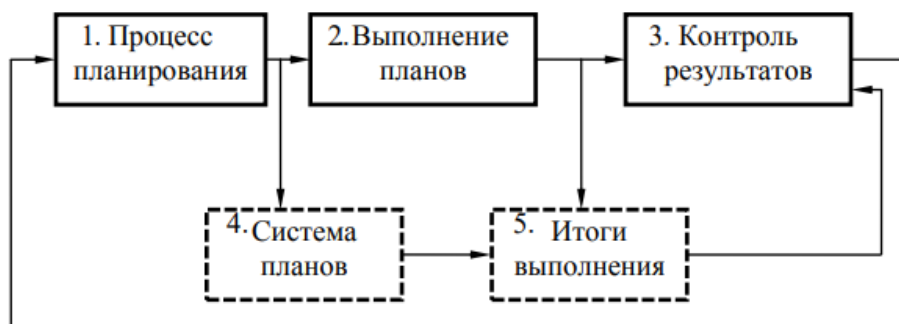 1. Процесс
планирования
2. Выполнение
планов
3. Контроль
результатов
4. Система
планов
5. Итоги
выполнения